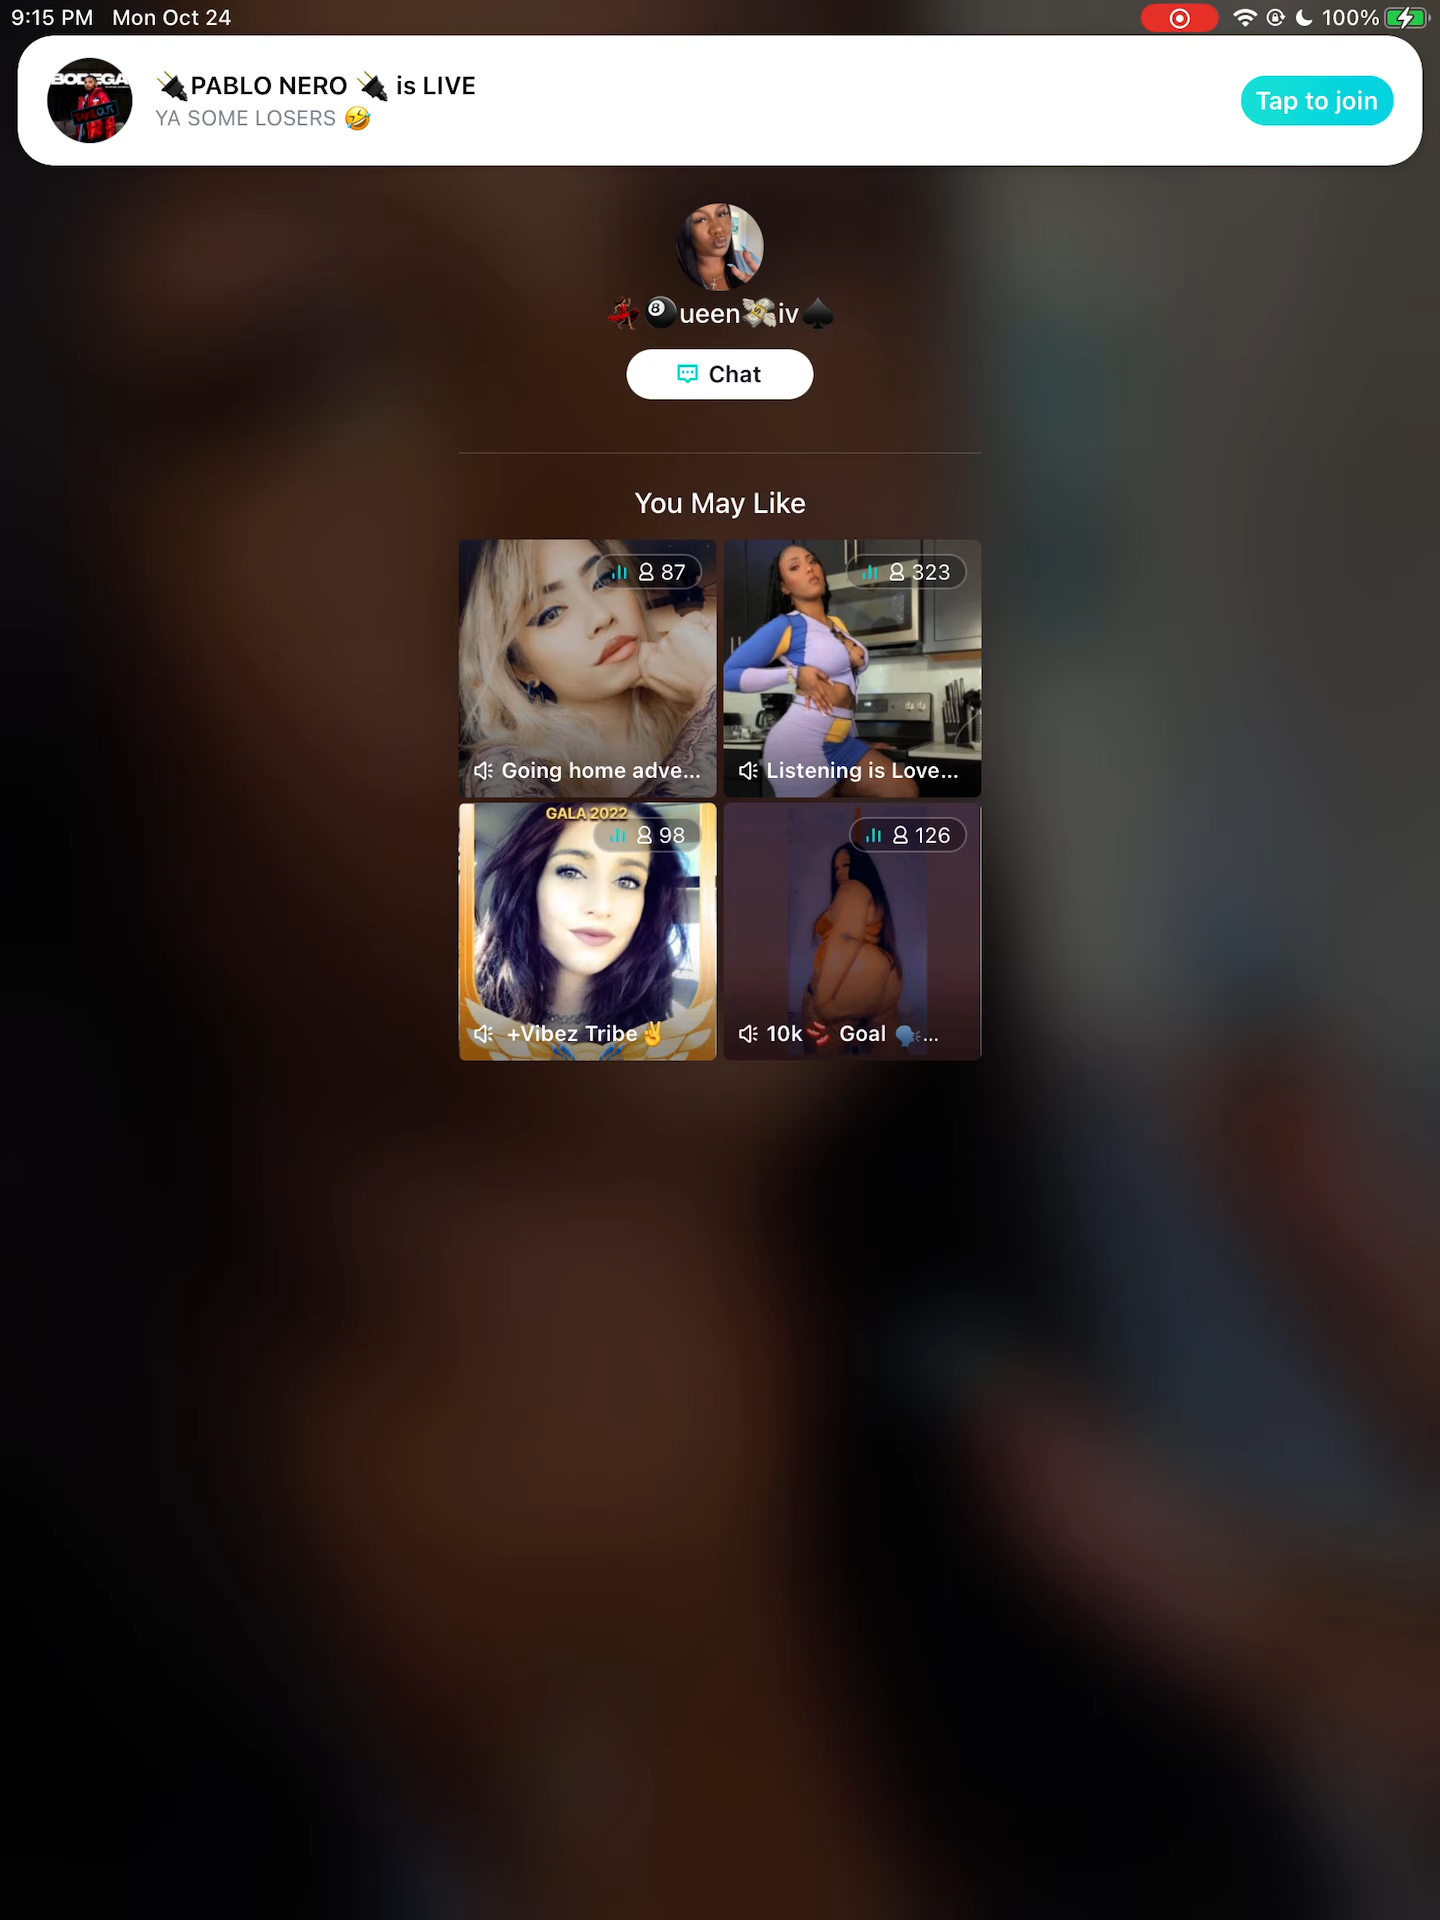 9:15 PM Mon Oct 24
100%
BODEGA
🔌PABLO NERO 🔌 is LIVE
YA SOME LOSERS 🤣
Tap to join
💃🏾🎱ueen💸iv♠️
Chat
You May Like
87
Going home adve...
323
Listening is Love...
GALA 2022
98
+Vibez Tribe✌️
126
10k🫘 Goal 🗣️...